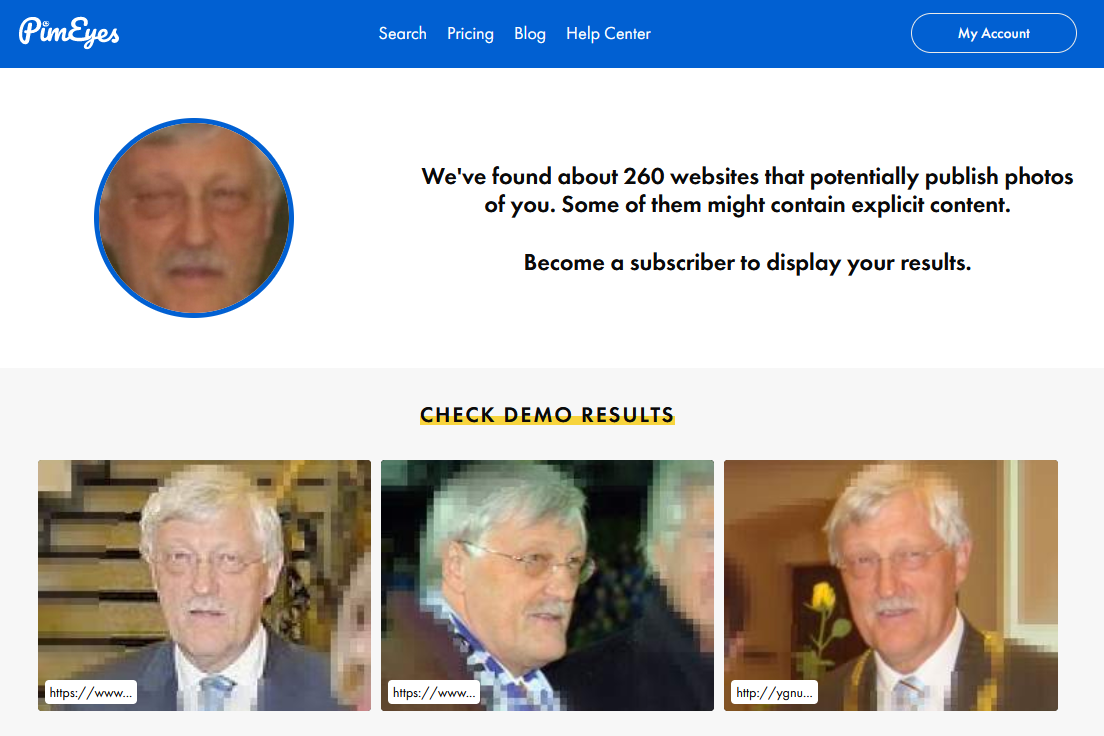 PimEyes
Search Pricing Blog Help Center My Account
We've found about 260 websites that potentially publish photos
of you. Some of them might contain explicit content.
Become a subscriber to display your results.
CHECK DEMO RESULTS
https://www... https://www... http://ygnu...